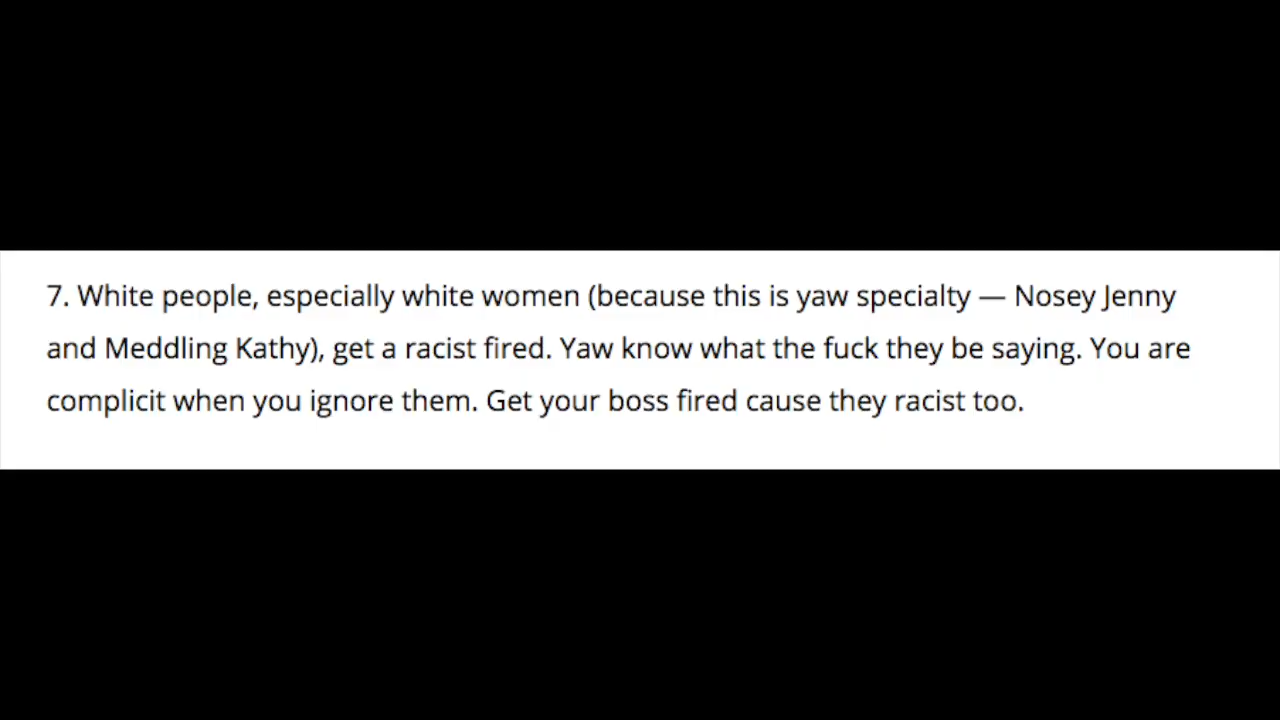 7. White people, especially white women (because this is yaw specialty — Nosey Jenny
and Meddling Kathy), get a racist fired. Yaw know what the fuck they be saying. You are
complicit when you ignore them. Get your boss fired cause they racist too.